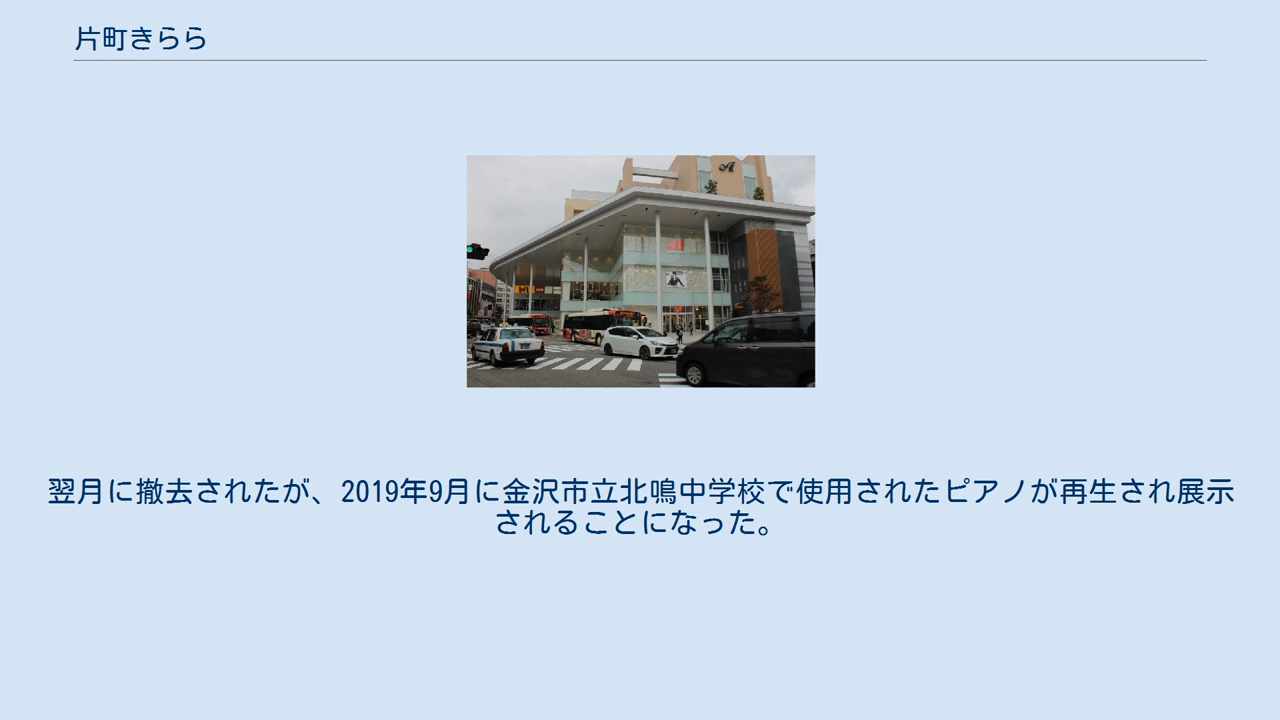 片町きらら
翌月に撤去されたが、2019年9月に金沢市立北鳴中学校で使用されたピアノが再生され展示
されることになった。